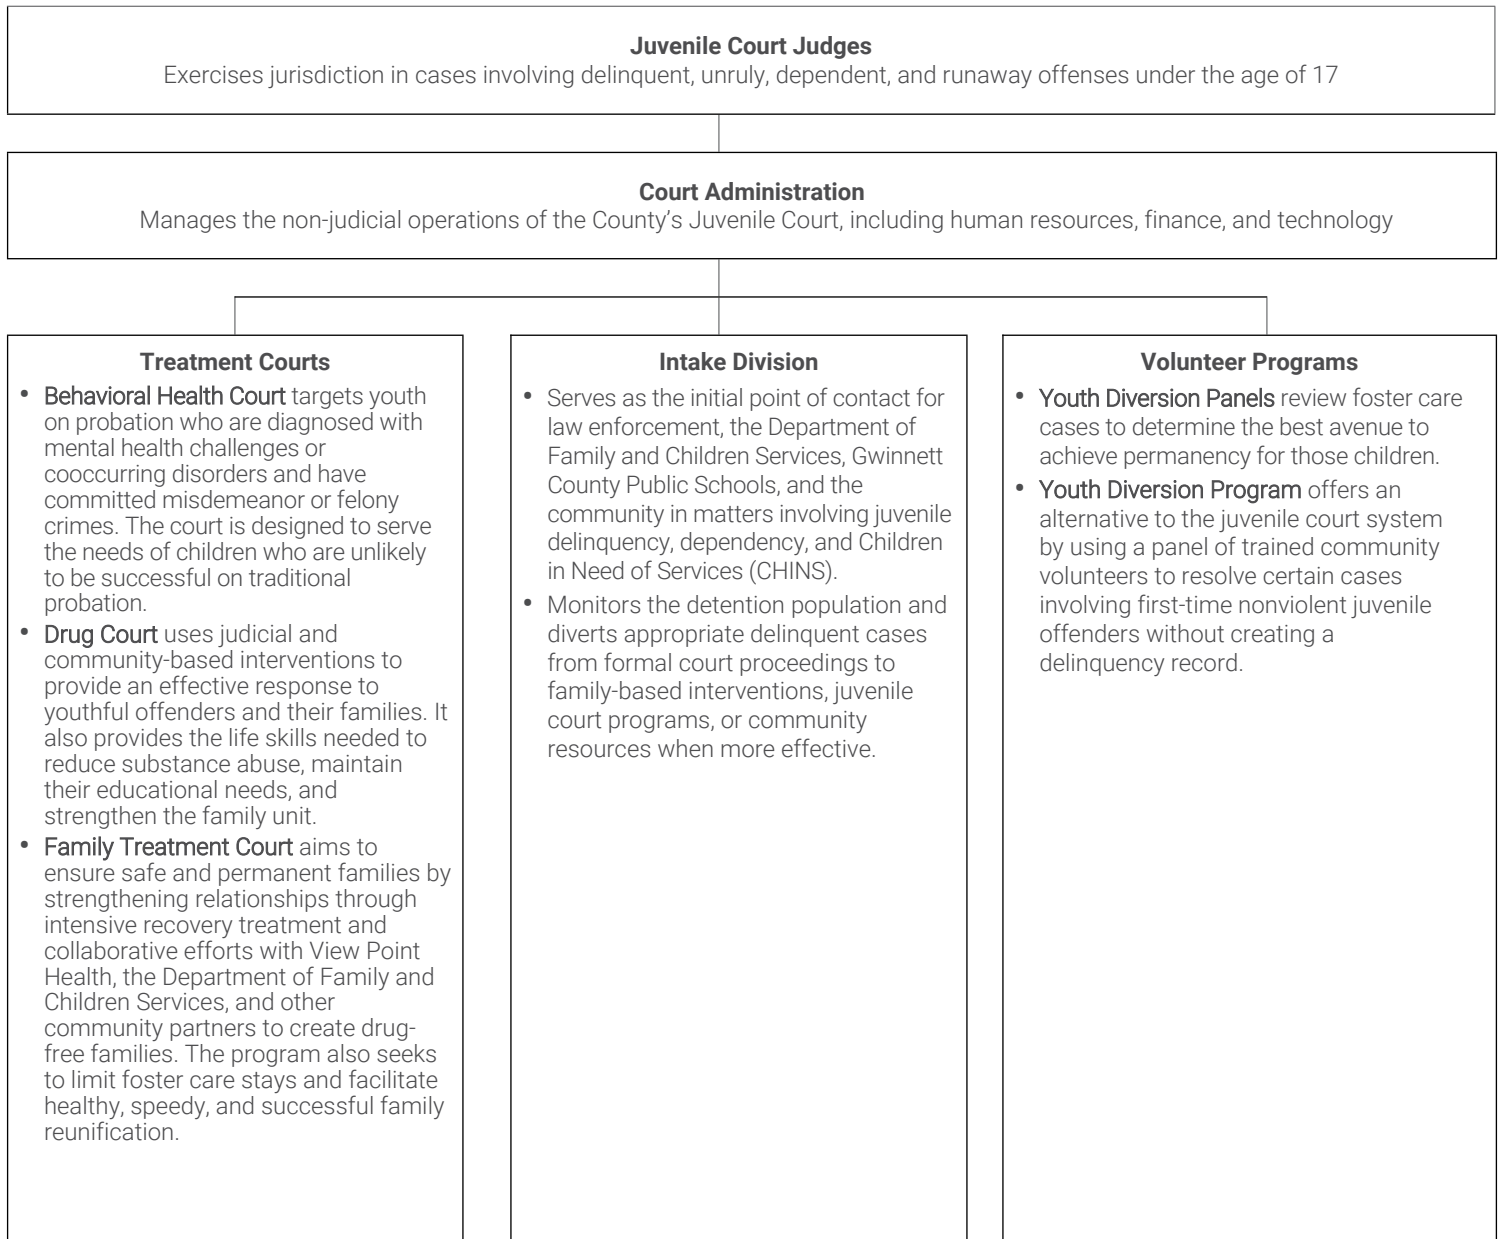 Juvenile Court Judges
Exercises jurisdiction in cases involving delinquent, unruly, dependent, and runaway offenses under the age of 17
Court Administration
Manages the non-judicial operations of the County’s Juvenile Court, including human resources, finance, and technology
Treatment Courts
• Behavioral Health Court targets youth
on probation who are diagnosed with
mental health challenges or
cooccurring disorders and have
committed misdemeanor or felony
crimes. The court is designed to serve
the needs of children who are unlikely
to be successful on traditional
probation.
• Drug Court uses judicial and
community-based interventions to
provide an effective response to
youthful offenders and their families. It
also provides the life skills needed to
reduce substance abuse, maintain
their educational needs, and
strengthen the family unit.
• Family Treatment Court aims to
ensure safe and permanent families by
strengthening relationships through
intensive recovery treatment and
collaborative efforts with View Point
Health, the Department of Family and
Children Services, and other
community partners to create drug-
free families. The program also seeks
to limit foster care stays and facilitate
healthy, speedy, and successful family
reunification.
Intake Division
• Serves as the initial point of contact for
law enforcement, the Department of
Family and Children Services, Gwinnett
County Public Schools, and the
community in matters involving juvenile
delinquency, dependency, and Children
in Need of Services (CHINS).
• Monitors the detention population and
diverts appropriate delinquent cases
from formal court proceedings to
family-based interventions, juvenile
court programs, or community
resources when more effective.
Volunteer Programs
• Youth Diversion Panels review foster care
cases to determine the best avenue to
achieve permanency for those children.
• Youth Diversion Program offers an
alternative to the juvenile court system
by using a panel of trained community
volunteers to resolve certain cases
involving first-time nonviolent juvenile
offenders without creating a
delinquency record.